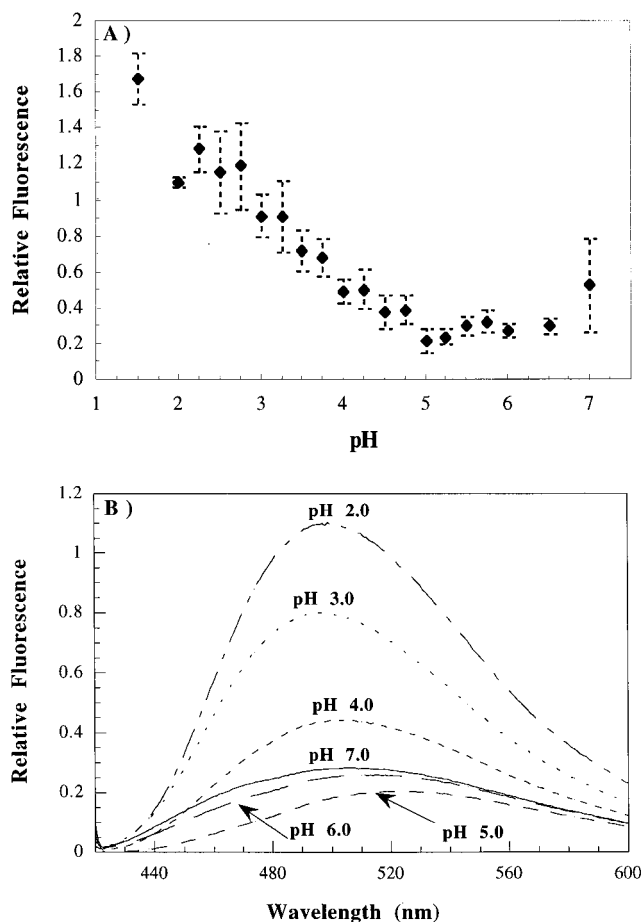 A )
Relative Fluorescence
2
1.8
1.6
1.4
1.2
1
0.8
0.6
0.4
0.2
0
1 2 3 4 5 6 7
pH
B )
Relative Fluorescence
1.2
1
0.8
0.6
0.4
0.2
0
pH 2.0
pH 3.0
pH 4.0
pH 7.0
pH 6.0
pH 5.0
440 480 520 560 600
Wavelength (nm)